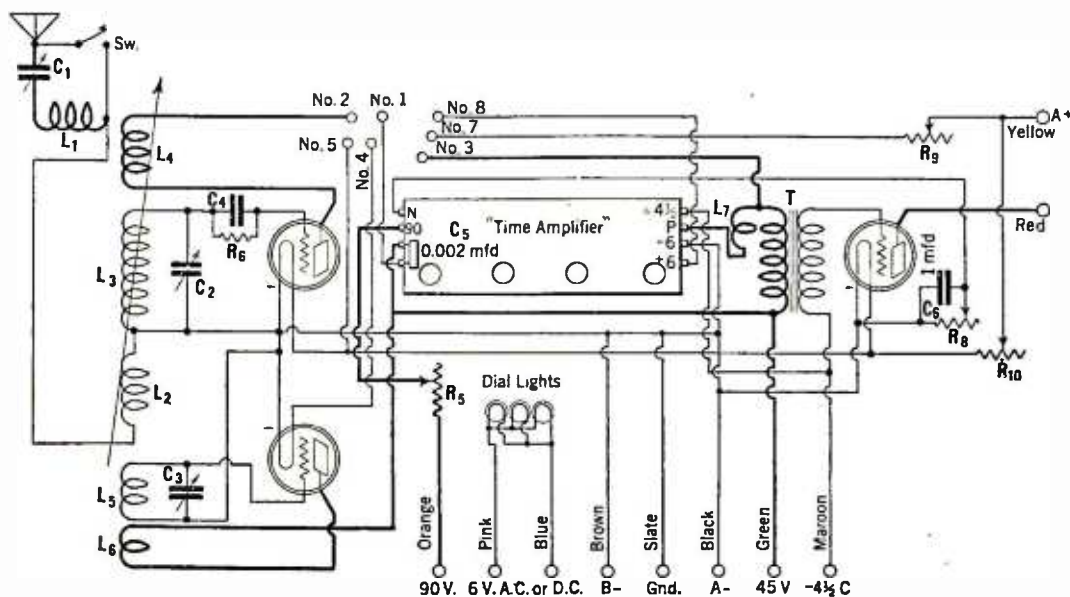 Sw.
C1
L1
No. 2
No. 1
No. 8
No. 7
No. 5
No. 4
No. 3
A+
Yellow
R9
L4
C4
R6
N
90
C5
"Time Amplifier"
0.002 mfd
4½
P
-6
+6
L7
T
Red
1 mfd
C6
R8
R10
L3
C2
L2
R5
Dial Lights
C3
L5
L6
Orange
Pink
Blue
Brown
Slate
Black
Green
Maroon
90 V. 6 V. A.C. or D.C. B- Gnd. A- 45 V -4½ C